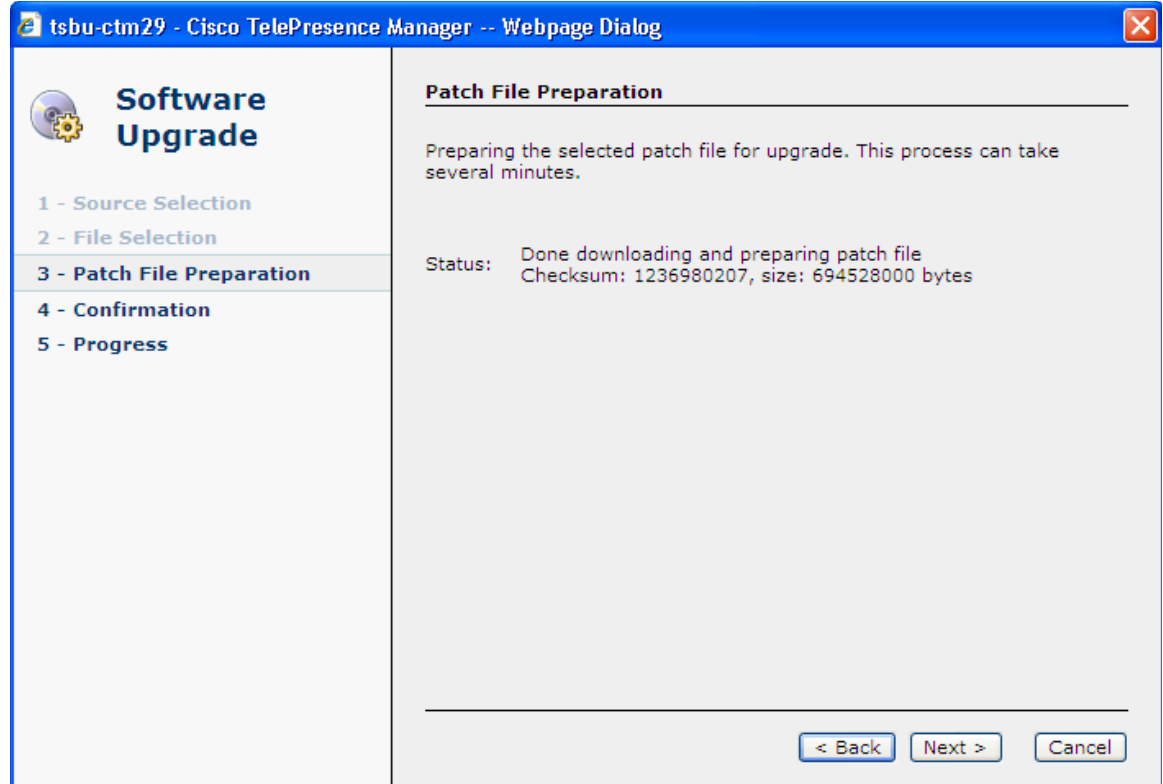 tsbu-ctm29 - Cisco TelePresence Manager -- Webpage Dialog
Software
Upgrade
1 - Source Selection
2 - File Selection
3 - Patch File Preparation
4 - Confirmation
5 - Progress
Patch File Preparation
Preparing the selected patch file for upgrade. This process can take
several minutes.
Status:
Done downloading and preparing patch file
Checksum: 1236980207, size: 694528000 bytes
< Back
Next >
Cancel